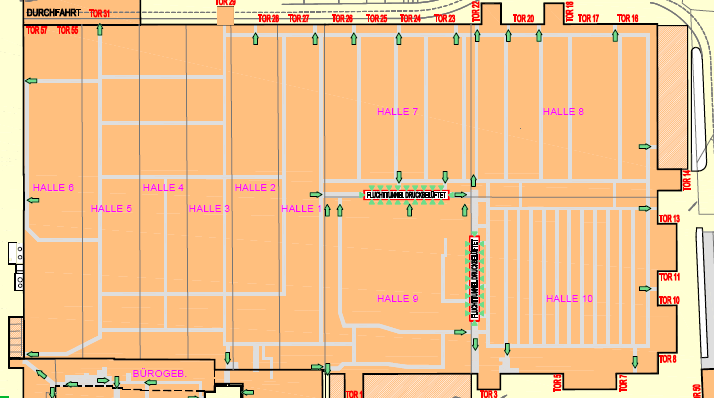 DURCHFAHRT
TOR 31
TOR 29
TOR 57
TOR 55
TOR 28
TOR 27
TOR 26
TOR 25
TOR 24
TOR 23
TOR 22
TOR 20
TOR 18
TOR 17
TOR 16
HALLE 7
HALLE 8
TOR 14
HALLE 6
HALLE 4
HALLE 2
FLUCHTTUNNEL DRUCKBELÜFTET
HALLE 5
HALLE 3
HALLE 1
TOR 13
FLUCHTTUNNEL DRUCKBELÜFTET
TOR 11
HALLE 9
HALLE 10
TOR 10
TOR 8
BÜROGEB.
TOR 1
TOR 3
TOR 5
TOR 7
TOR 50